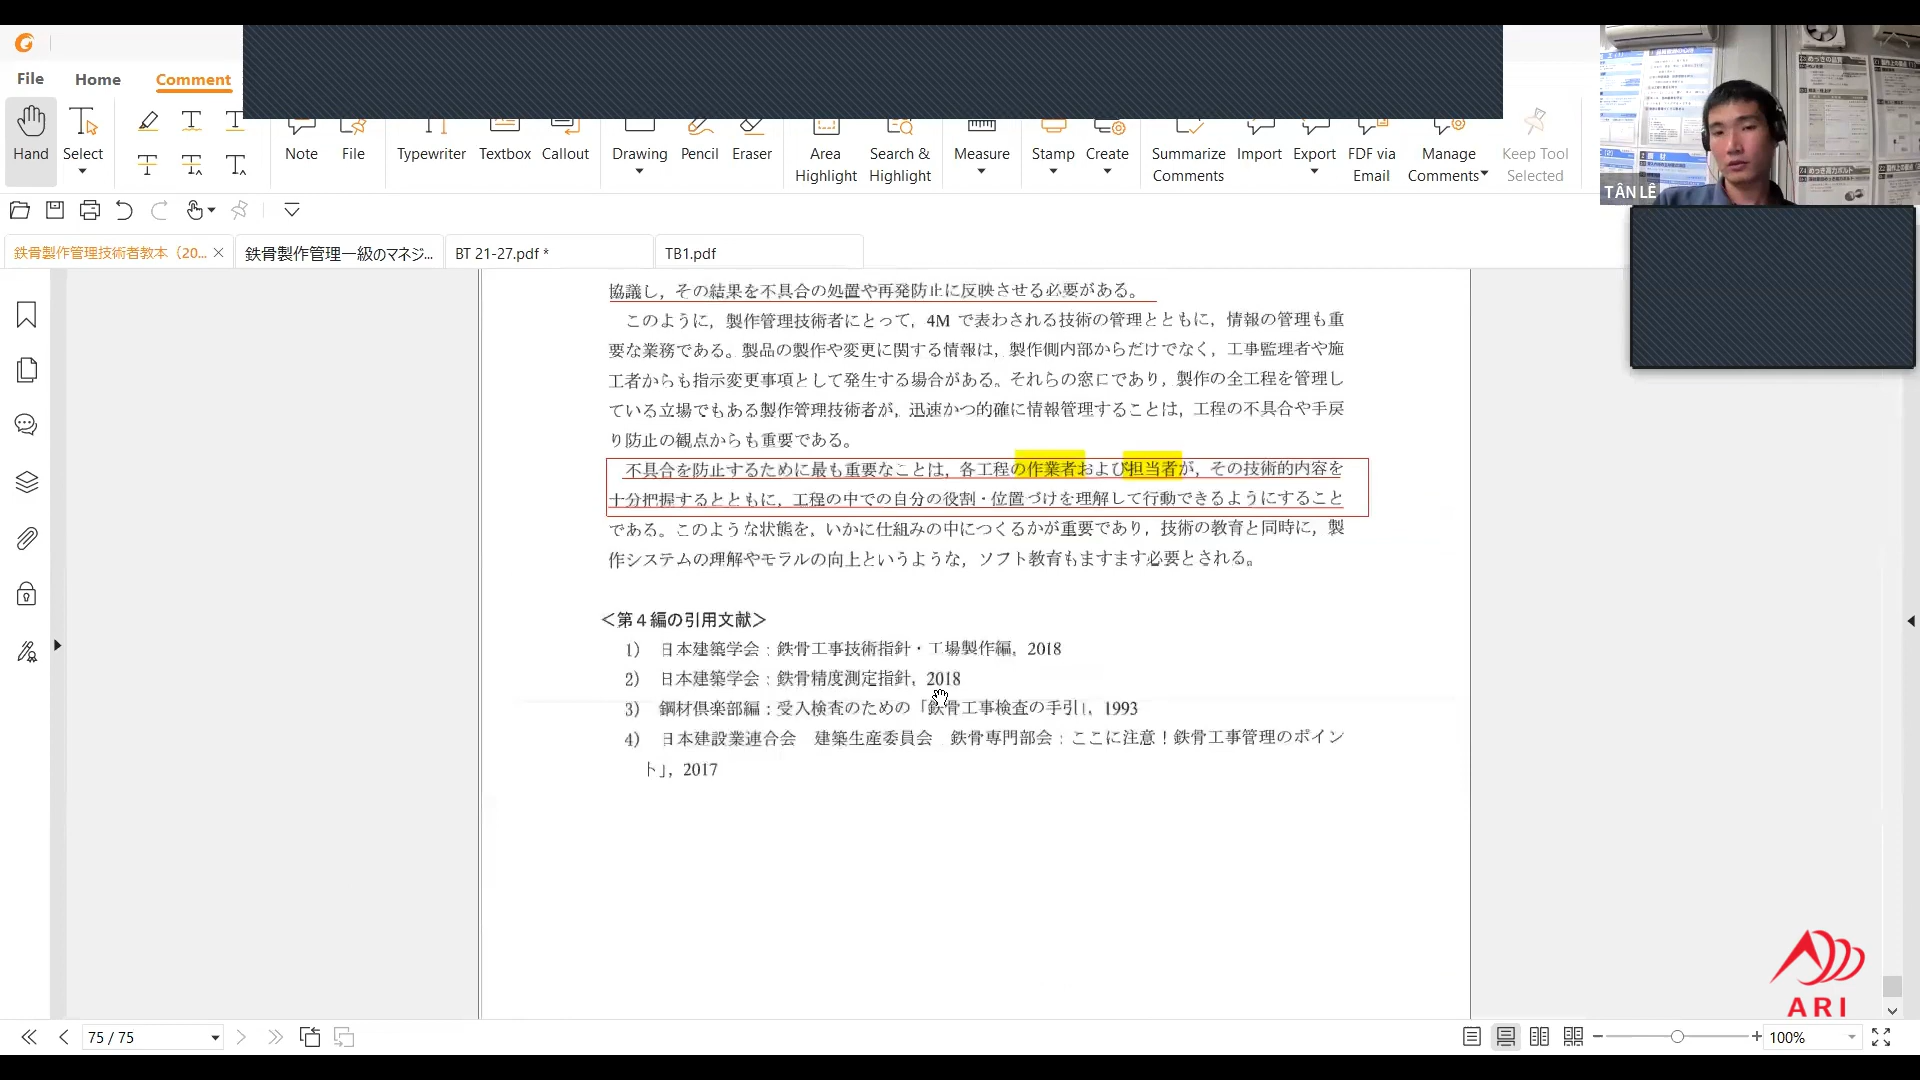 File
Home
Comment
Hand
Select
Note
File
Typewriter
Textbox
Callout
Drawing
Pencil
Eraser
Area
Highlight
Search &
Highlight
Measure
Stamp
Create
Summarize
Comments
Import
Export
FDF via
Email
Manage
Comments
Keep Tool
Selected
TÂN LÊ
鉄骨製作管理技術者教本（20...
鉄骨製作管理一級のマネジ...
BT 21-27.pdf *
TB1.pdf
協議し，その結果を不具合の処置や再発防止に反映させる必要がある。
このように，製作管理技術者にとって，4M で表わされる技術の管理とともに，情報の管理も重
要な業務である。製品の製作や変更に関する情報は，製作側内部からだけでなく，工事監理者や施
工者からも指示変更事項として発生する場合がある。それらの窓口であり，製作の全工程を管理し
ている立場でもある製作管理技術者が，迅速かつ的確に情報管理することは，工程の不具合や手戻
り防止の観点からも重要である。
不具合を防止するために最も重要なことは，各工程の作業者および担当者が，その技術的内容を
十分把握するとともに，工程の中での自分の役割・位置づけを理解して行動できるようにすること
である。このような状態を，いかに仕組みの中につくるかが重要であり，技術の教育と同時に，製
作システムの理解やモラルの向上というような，ソフト教育もますます必要とされる。
＜第４編の引用文献＞
1） 日本建築学会：鉄骨工事技術指針・工場製作編，2018
2） 日本建築学会：鉄骨精度測定指針，2018
3） 鋼材倶楽部編：受入検査のための「鉄骨工事検査の手引」，1993
4） 日本建設業連合会　建築生産委員会　鉄骨専門部会：ここに注意！鉄骨工事管理のポイン
ト」，2017
ARI
75 / 75
100%